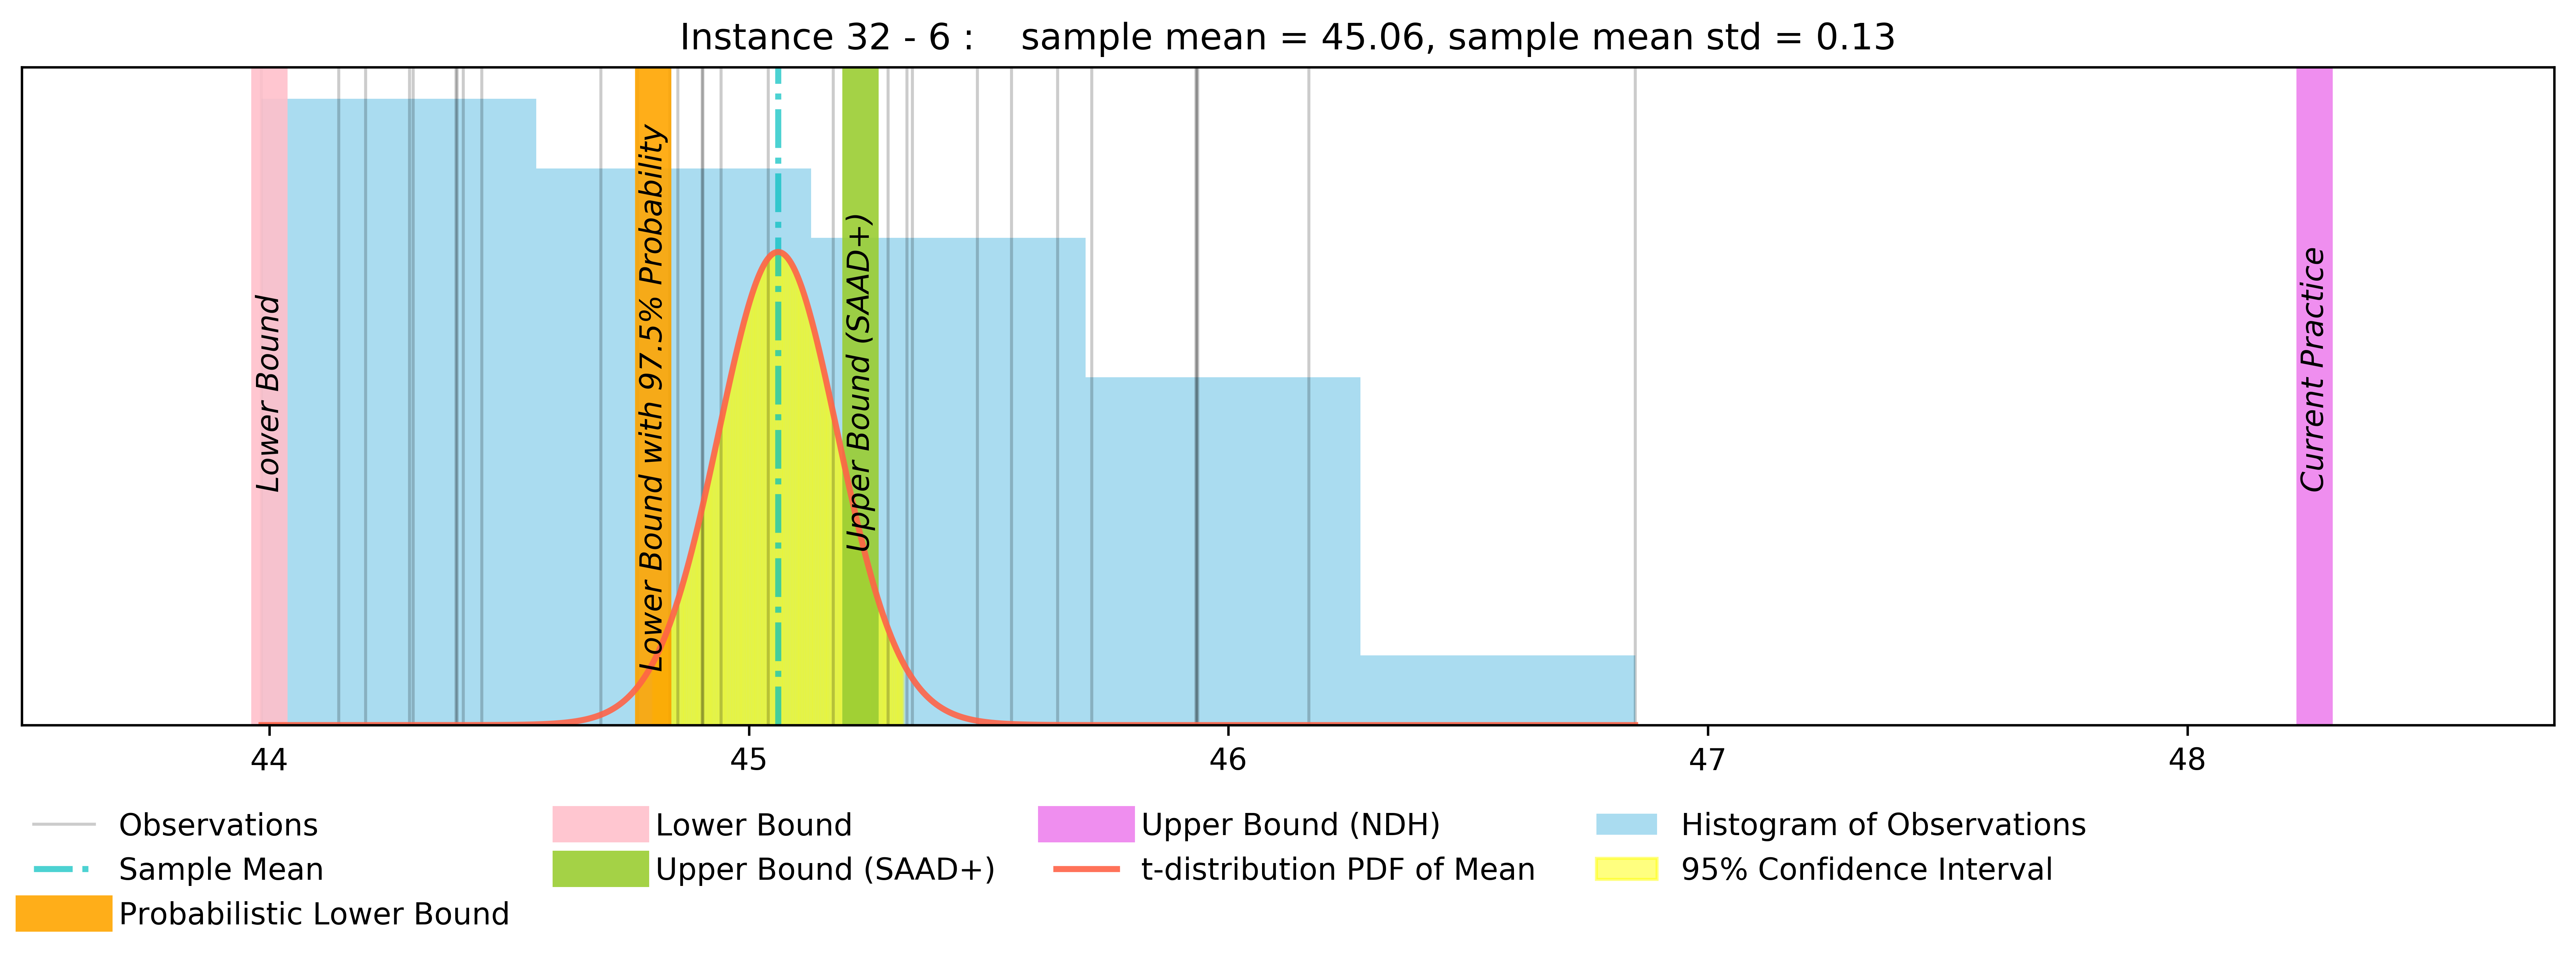 Instance 32 - 6 :    sample mean = 45.06, sample mean std = 0.13
Lower Bound
Lower Bound with 97.5% Probability
Upper Bound (SAAD+)
Current Practice
44 45 46 47 48
Observations
Sample Mean
Probabilistic Lower Bound
Lower Bound
Upper Bound (SAAD+)
Upper Bound (NDH)
t-distribution PDF of Mean
Histogram of Observations
95% Confidence Interval